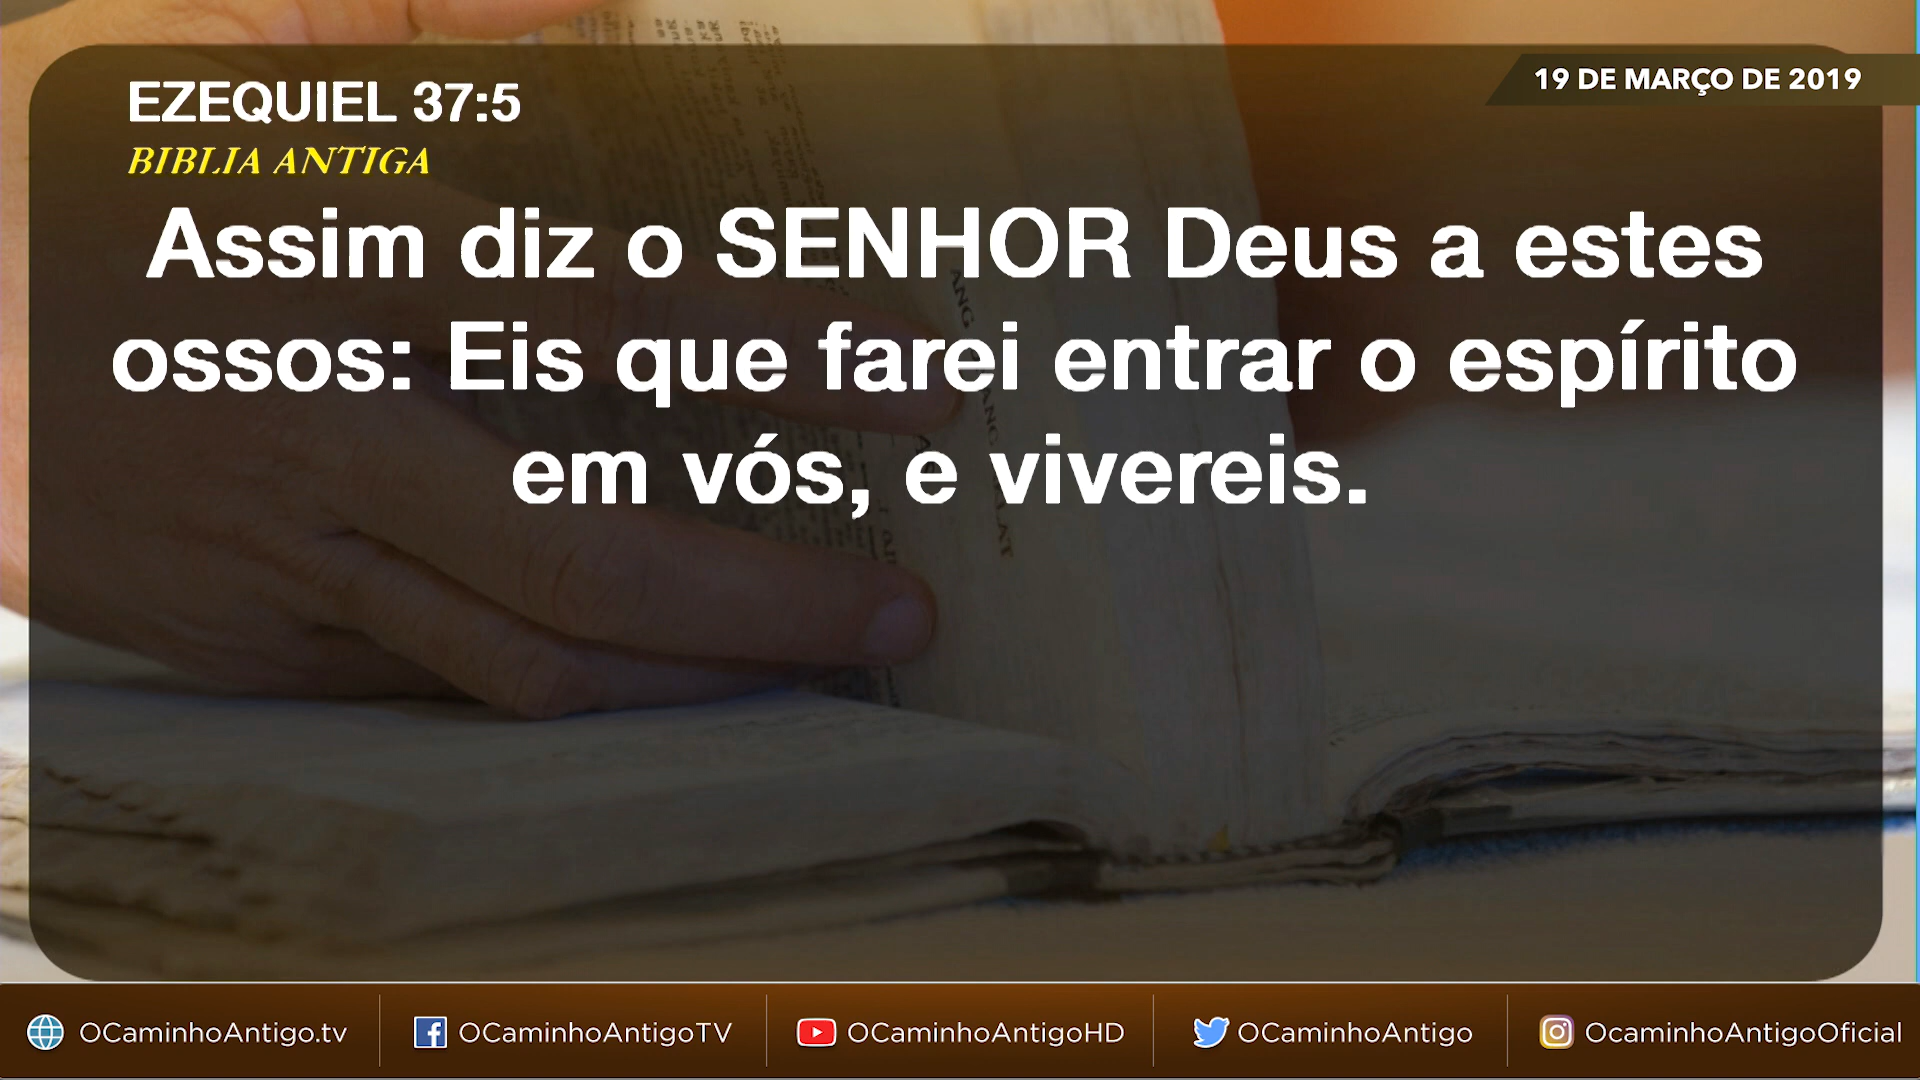 EZEQUIEL 37:5
19 DE MARÇO DE 2019
BIBLIA ANTIGA
Assim diz o SENHOR Deus a estes
ossos: Eis que farei entrar o espírito
em vós, e vivereis.
OCaminhoAntigo.tv
OCaminhoAntigoTV
OCaminhoAntigoHD
OCaminhoAntigo
OcaminhoAntigoOficial